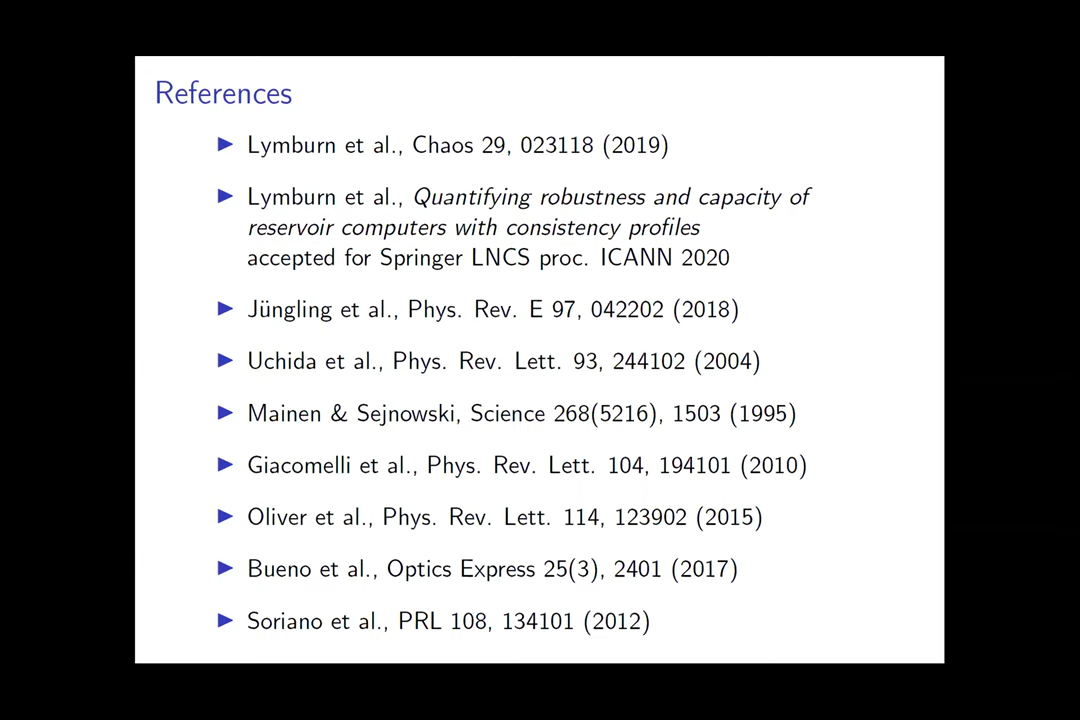 References
▶ Lymburn et al., Chaos 29, 023118 (2019)
▶ Lymburn et al., Quantifying robustness and capacity of
reservoir computers with consistency profiles
accepted for Springer LNCS proc. ICANN 2020
▶ Jüngling et al., Phys. Rev. E 97, 042202 (2018)
▶ Uchida et al., Phys. Rev. Lett. 93, 244102 (2004)
▶ Mainen & Sejnowski, Science 268(5216), 1503 (1995)
▶ Giacomelli et al., Phys. Rev. Lett. 104, 194101 (2010)
▶ Oliver et al., Phys. Rev. Lett. 114, 123902 (2015)
▶ Bueno et al., Optics Express 25(3), 2401 (2017)
▶ Soriano et al., PRL 108, 134101 (2012)